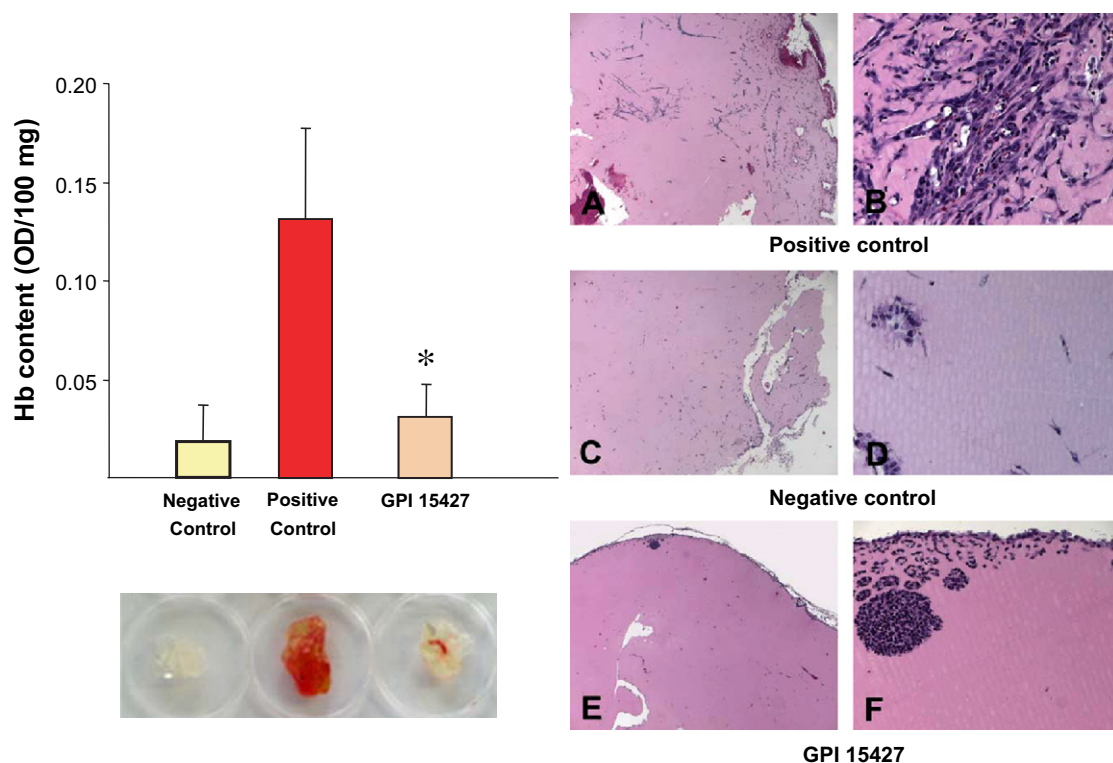 Hb content (OD/100 mg)
0.20
0.15
0.10
0.05
*
Negative
Control
Positive
Control
GPI 15427
A
B
Positive control
C
D
Negative control
E
F
GPI 15427